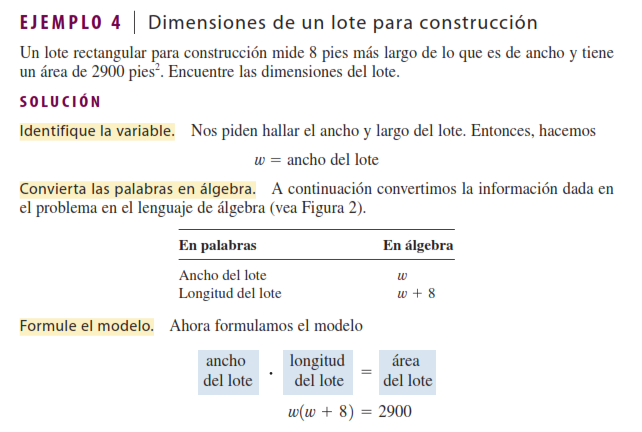 EJEMPLO 4 | Dimensiones de un lote para construcción
Un lote rectangular para construcción mide 8 pies más largo de lo que es de ancho y tiene
un área de 2900 pies². Encuentre las dimensiones del lote.
SOLUCIÓN
Identifique la variable. Nos piden hallar el ancho y largo del lote. Entonces, hacemos
w = ancho del lote
Convierta las palabras en álgebra. A continuación convertimos la información dada en
el problema en el lenguaje de álgebra (vea Figura 2).
En palabras En álgebra
Ancho del lote w
Longitud del lote w + 8
Formule el modelo. Ahora formulamos el modelo
ancho longitud área
del lote · del lote = del lote
w(w + 8) = 2900